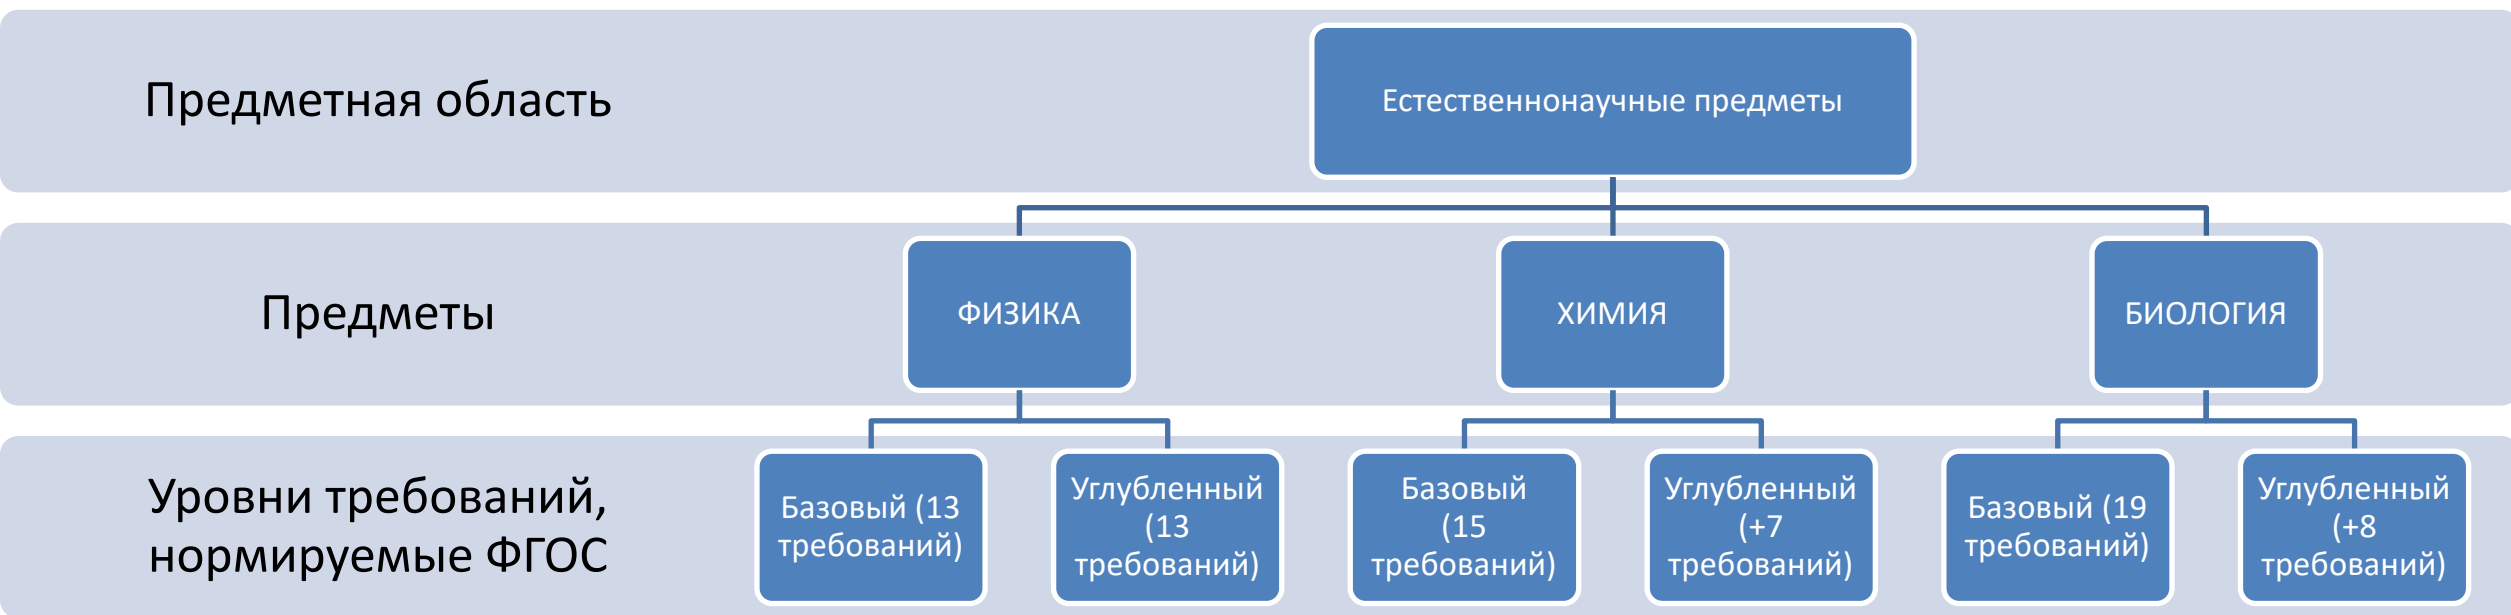 Предметная область
Естественнонаучные предметы
Предметы
ФИЗИКА
ХИМИЯ
БИОЛОГИЯ
Уровни требований,
нормируемые ФГОС
Базовый (13
требований)
Углубленный
(13
требований)
Базовый
(15
требований)
Углубленный
(+7
требований)
Базовый (19
требований)
Углубленный
(+8
требований)